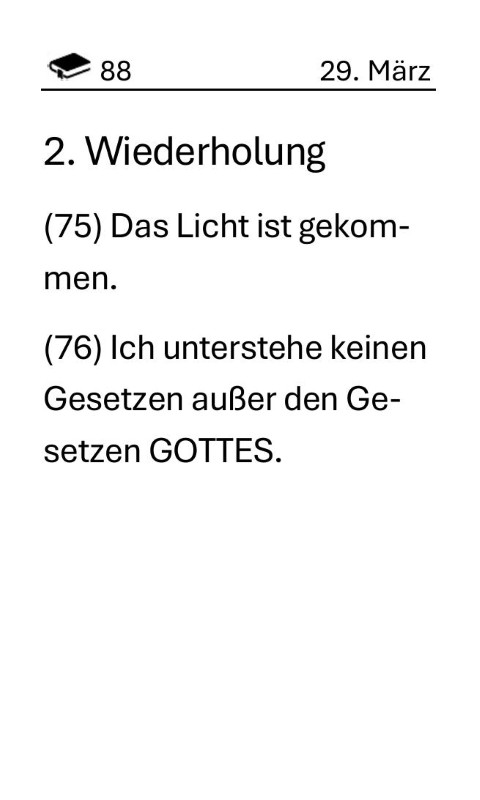 88 29. März
2. Wiederholung
(75) Das Licht ist gekom-
men.
(76) Ich unterstehe keinen
Gesetzen außer den Ge-
setzen GOTTES.